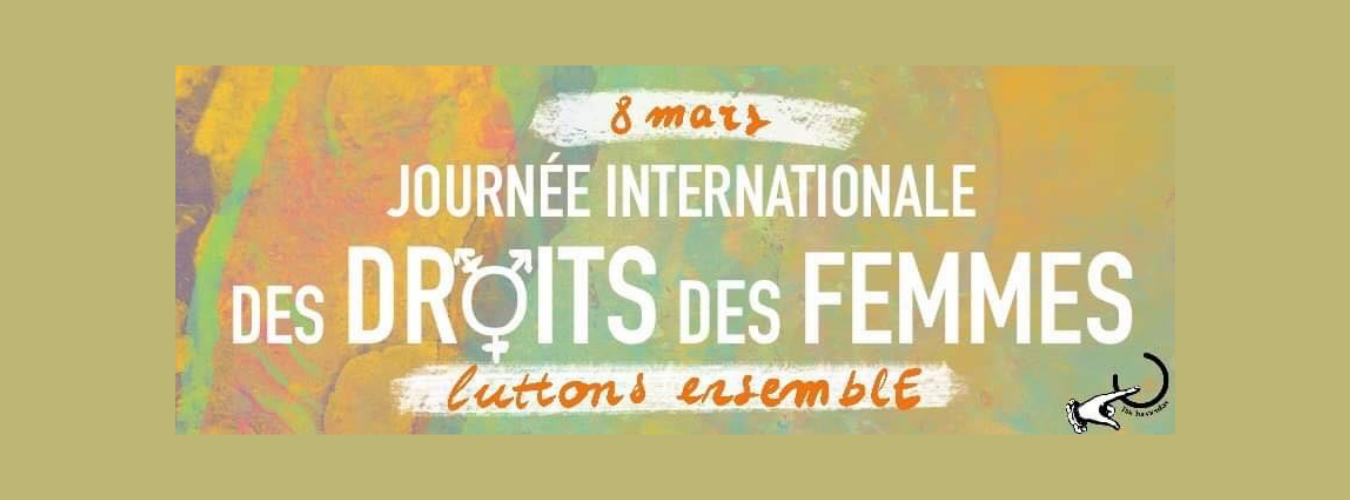 8 mars
JOURNÉE INTERNATIONALE
DES DROITS DES FEMMES
luttons ensemblE